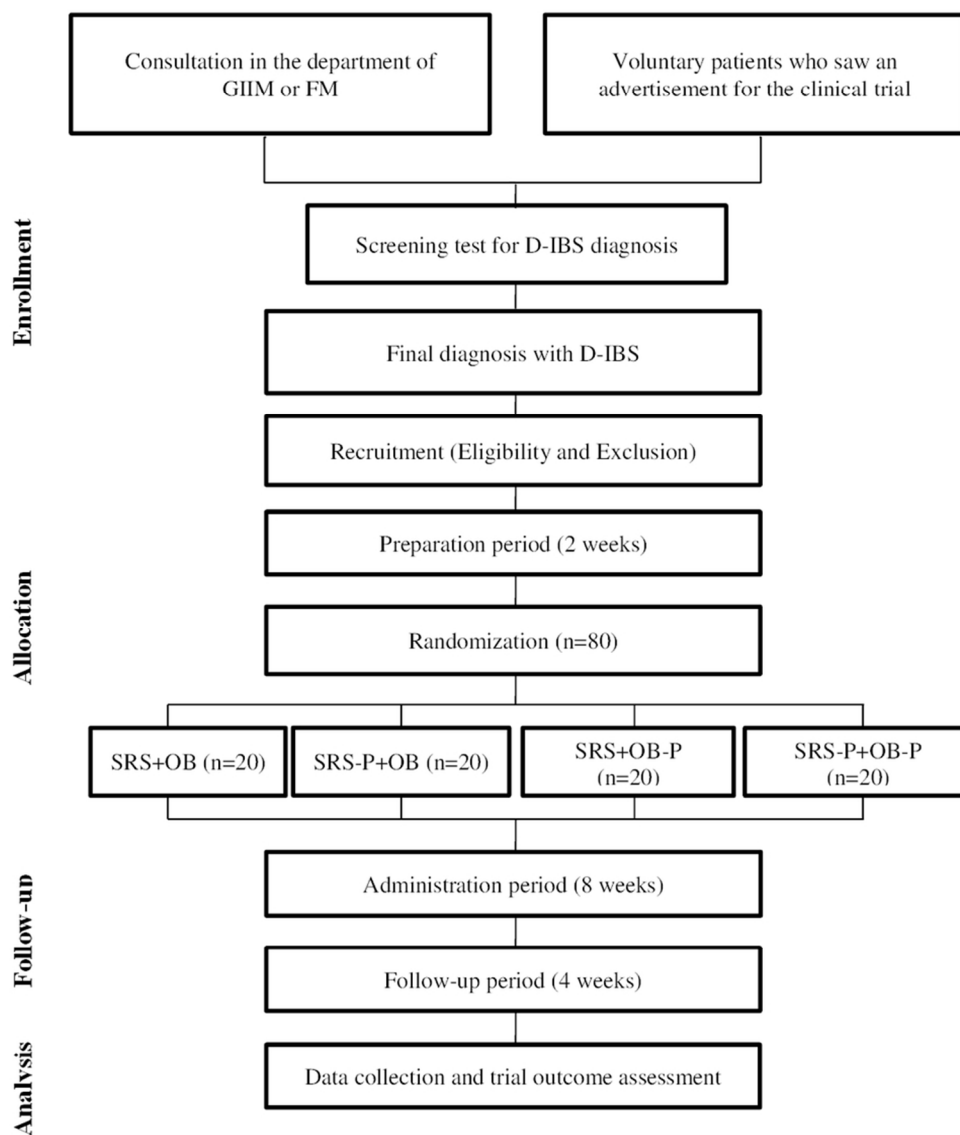 Consultation in the department of
GIIM or FM
Voluntary patients who saw an
advertisement for the clinical trial
Enrollment
Screening test for D-IBS diagnosis
Final diagnosis with D-IBS
Recruitment (Eligibility and Exclusion)
Preparation period (2 weeks)
Allocation
Randomization (n=80)
SRS+OB (n=20)
SRS-P+OB (n=20)
SRS+OB-P
(n=20)
SRS-P+OB-P
(n=20)
Follow-up
Administration period (8 weeks)
Follow-up period (4 weeks)
Analysis
Data collection and trial outcome assessment